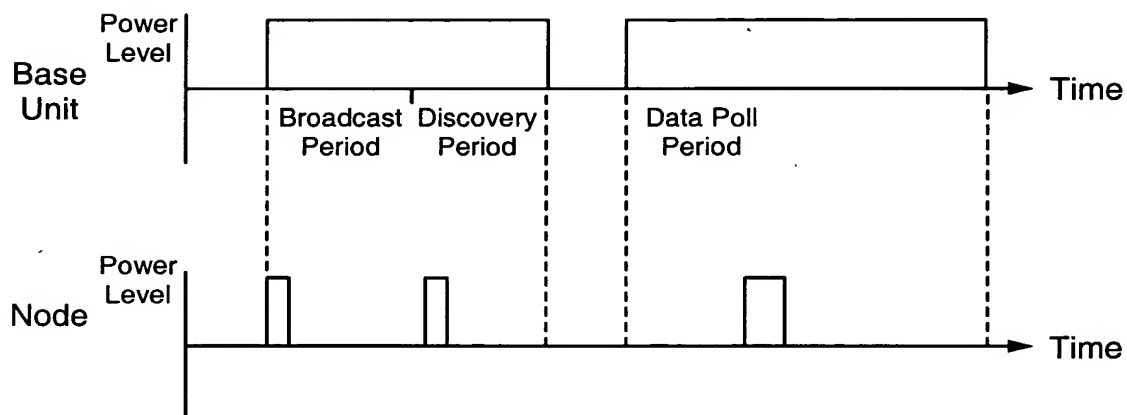 Power
Level
Base
Unit
Time
Broadcast
Period
Discovery
Period
Data Poll
Period
Power
Level
Node
Time